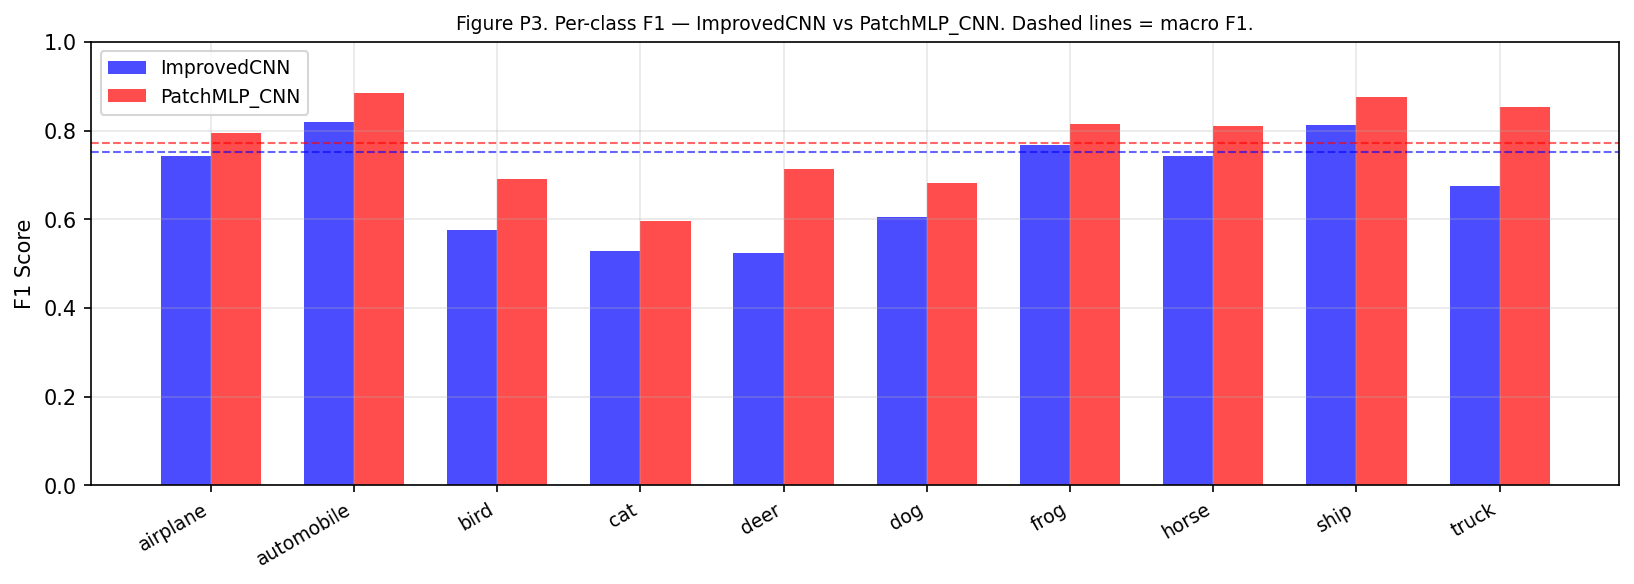 Figure P3. Per-class F1 — ImprovedCNN vs PatchMLP_CNN. Dashed lines = macro F1.
ImprovedCNN
PatchMLP_CNN
F1 Score
1.0
0.8
0.6
0.4
0.2
0.0
airplane
automobile
bird
cat
deer
dog
frog
horse
ship
truck